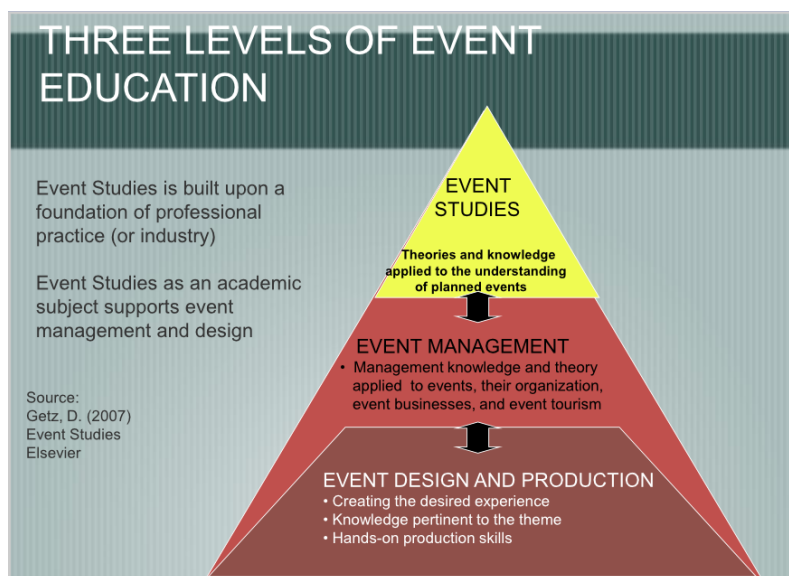 THREE LEVELS OF EVENT
EDUCATION
Event Studies is built upon a
foundation of professional
practice (or industry)
Event Studies as an academic
subject supports event
management and design
Source:
Getz, D. (2007)
Event Studies
Elsevier
EVENT
STUDIES
Theories and knowledge
applied to the understanding
of planned events
EVENT MANAGEMENT
• Management knowledge and theory
applied to events, their organization,
event businesses, and event tourism
EVENT DESIGN AND PRODUCTION
• Creating the desired experience
• Knowledge pertinent to the theme
• Hands-on production skills